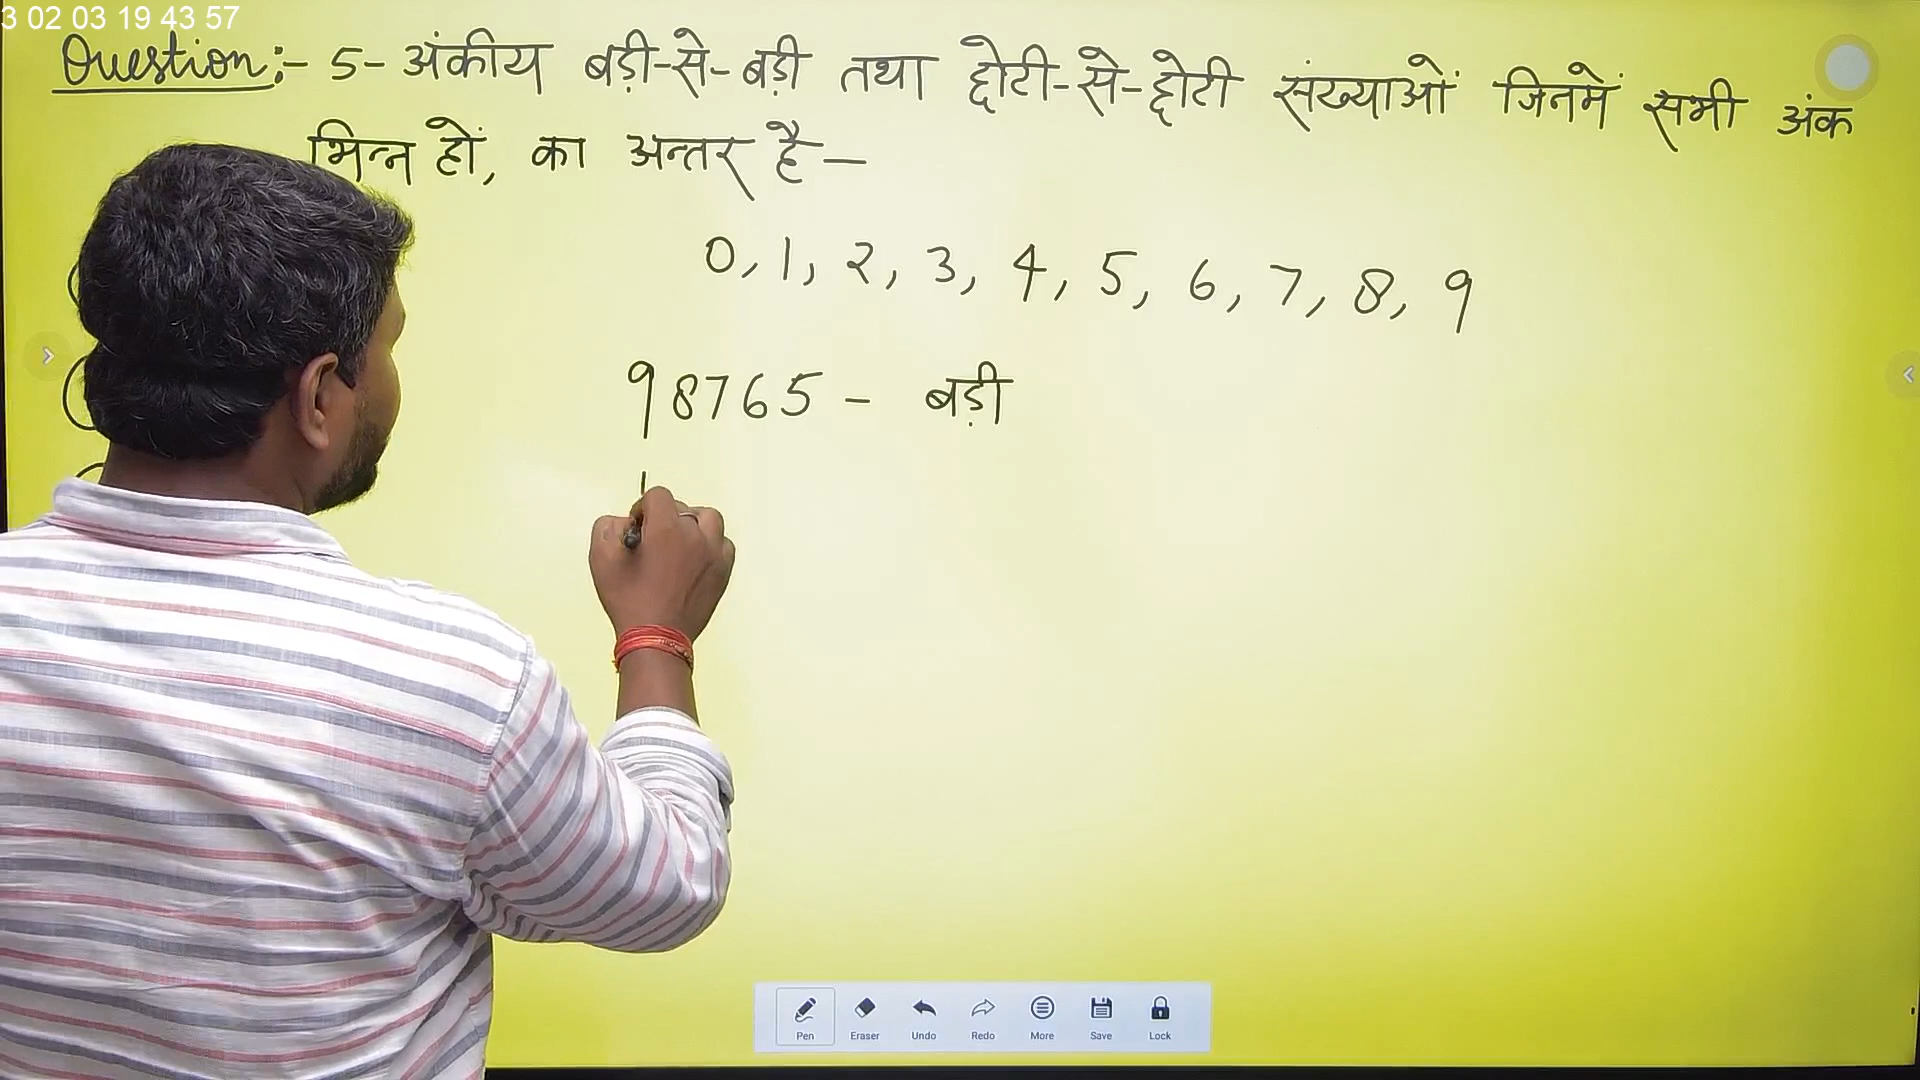 3 02 03 19 43 57
Question:- 5- अंकीय बड़ी-से-बड़ी तथा छोटी-से-छोटी संख्याओं जिनमें सभी अंक
भिन्न हों, का अन्तर है-
0, 1, 2, 3, 4, 5, 6, 7, 8, 9
98765 - बड़ी
1
Pen Eraser Undo Redo More Save Lock